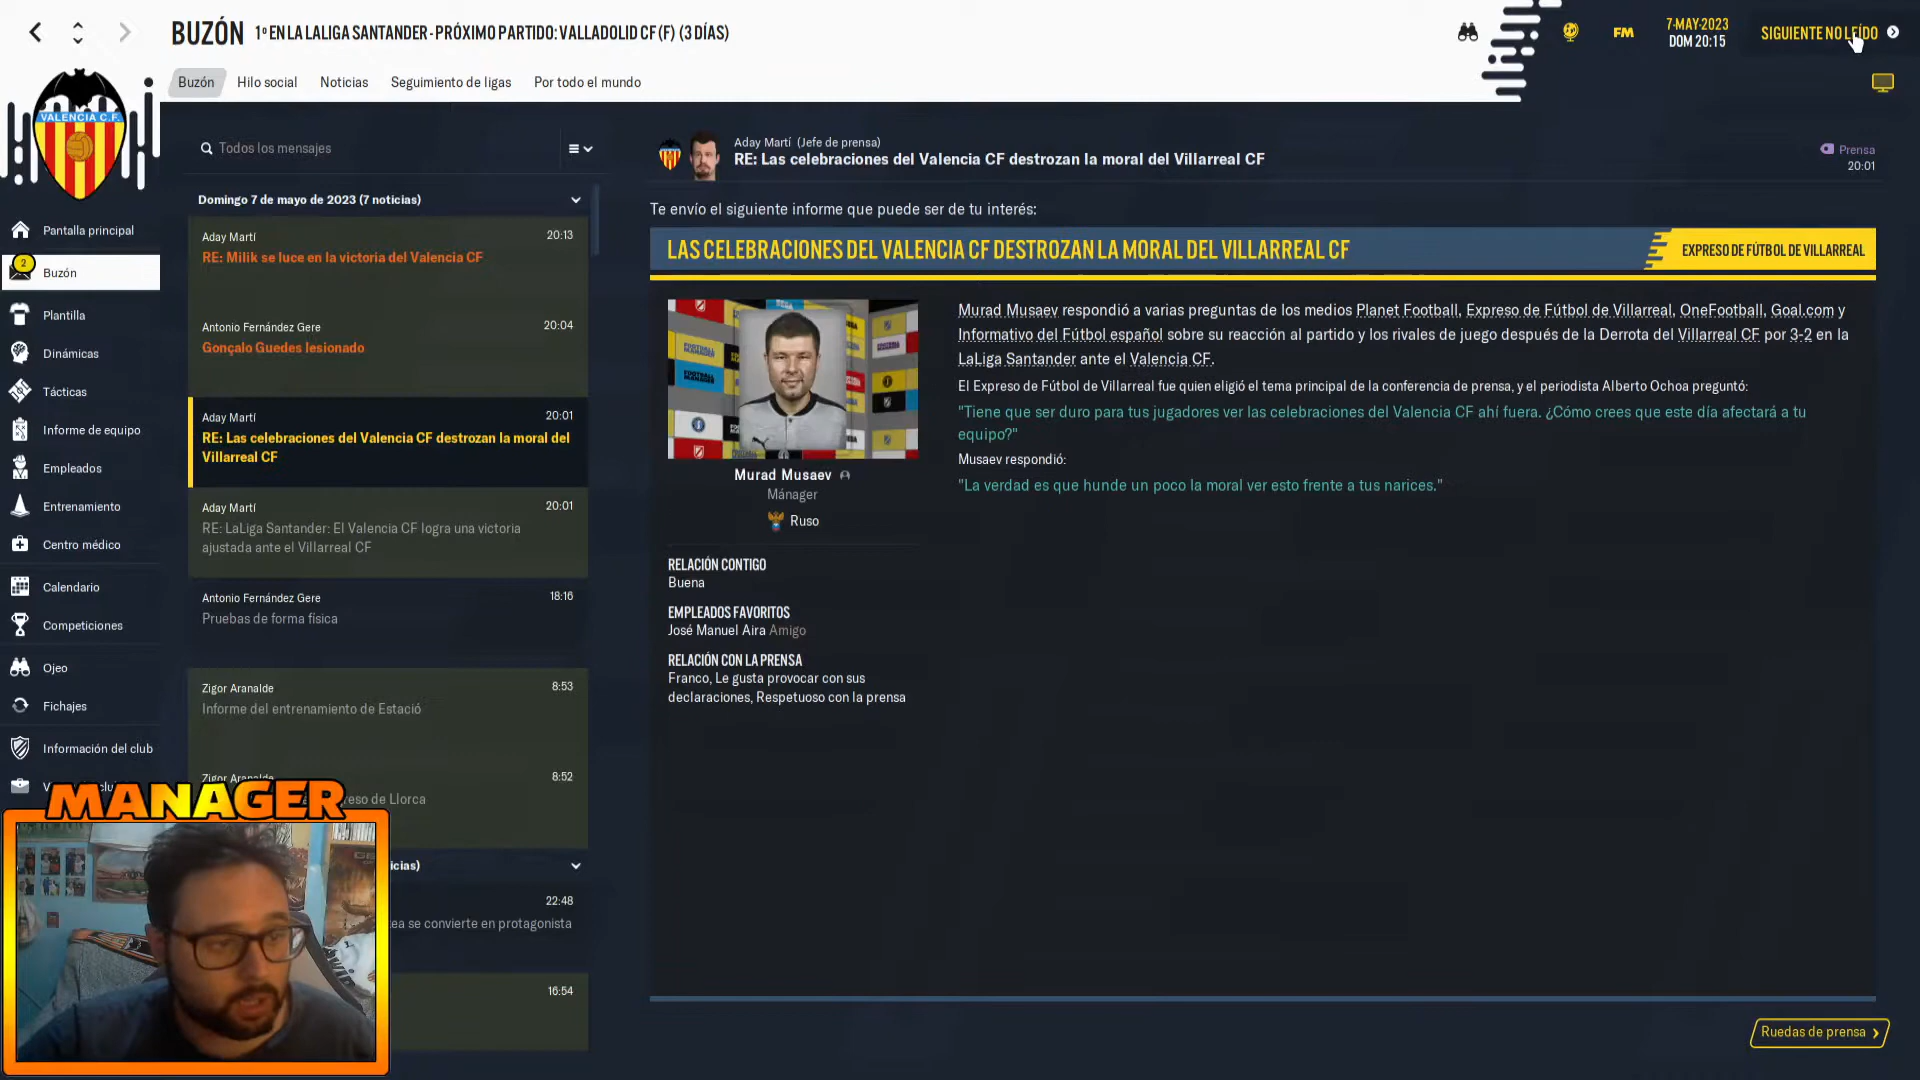 BUZÓN
1º EN LA LALIGA SANTANDER - PRÓXIMO PARTIDO: VALLADOLID CF (F) (3 DÍAS)
FM
7-MAY-2023
DOM 20:15
SIGUIENTE NO LEÍDO
Buzón
Hilo social
Noticias
Seguimiento de ligas
Por todo el mundo
VALENCIA C.F.
Pantalla principal
2
Buzón
Plantilla
Dinámicas
Tácticas
Informe de equipo
Empleados
Entrenamiento
Centro médico
Calendario
Competiciones
Ojeo
Fichajes
Información del club
Todos los mensajes
Domingo 7 de mayo de 2023 (7 noticias)
Aday Martí
20:13
RE: Milik se luce en la victoria del Valencia CF
Antonio Fernández Gere
20:04
Gonçalo Guedes lesionado
Aday Martí
20:01
RE: Las celebraciones del Valencia CF destrozan la moral del
Villarreal CF
Aday Martí
20:01
RE: LaLiga Santander: El Valencia CF logra una victoria
ajustada ante el Villarreal CF
Antonio Fernández Gere
18:16
Pruebas de forma física
Zigor Aranalde
8:53
Informe del entrenamiento de Estació
Zigor Aranalde
8:52
de Llorca
22:48
se convierte en protagonista
16:54
Aday Martí (Jefe de prensa)
RE: Las celebraciones del Valencia CF destrozan la moral del Villarreal CF
Prensa
20:01
Te envío el siguiente informe que puede ser de tu interés:
LAS CELEBRACIONES DEL VALENCIA CF DESTROZAN LA MORAL DEL VILLARREAL CF
EXPRESO DE FÚTBOL DE VILLARREAL
Murad Musaev respondió a varias preguntas de los medios Planet Football, Expreso de Fútbol de Villarreal, OneFootball, Goal.com y
Informativo del Fútbol español sobre su reacción al partido y los rivales de juego después de la Derrota del Villarreal CF por 3-2 en la
LaLiga Santander ante el Valencia CF.
El Expreso de Fútbol de Villarreal fue quien eligió el tema principal de la conferencia de prensa, y el periodista Alberto Ochoa preguntó:
"Tiene que ser duro para tus jugadores ver las celebraciones del Valencia CF ahí fuera. ¿Cómo crees que este día afectará a tu
equipo?"
Musaev respondió:
"La verdad es que hunde un poco la moral ver esto frente a tus narices."
Murad Musaev
Mánager
Ruso
RELACIÓN CONTIGO
Buena
EMPLEADOS FAVORITOS
José Manuel Aira Amigo
RELACIÓN CON LA PRENSA
Franco, Le gusta provocar con sus
declaraciones, Respetuoso con la prensa
Ruedas de prensa
MANAGER